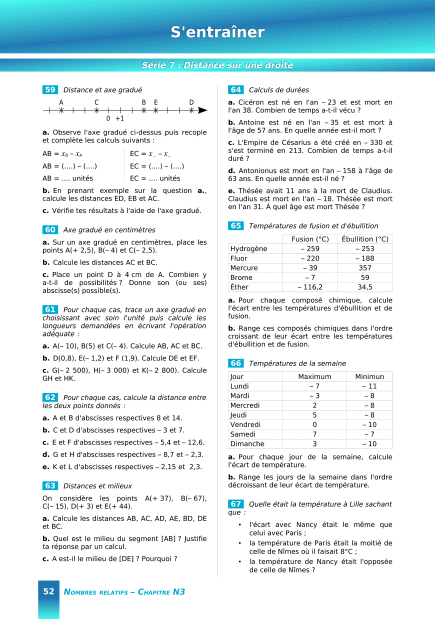 S'entraîner
Série 7 : Distance sur une droite
59 Distance et axe gradué
A C B E D
0 +1
a. Observe l'axe gradué ci-dessus puis recopie
et complète les calculs suivants :
AB = x_B – x_A EC = x_.. – x_..
AB = (....) – (....) EC = (....) – (....)
AB = .... unités EC = .... unités
b. En prenant exemple sur la question a.,
calcule les distances ED, EB et AC.
c. Vérifie tes résultats à l'aide de l'axe gradué.
60 Axe gradué en centimètres
a. Sur un axe gradué en centimètres, place les
points A(+ 2,5), B(– 4) et C(– 2,5).
b. Calcule les distances AC et BC.
c. Place un point D à 4 cm de A. Combien y
a-t-il de possibilités ? Donne son (ou ses)
abscisse(s) possible(s).
61 Pour chaque cas, trace un axe gradué en
choisissant avec soin l'unité puis calcule les
longueurs demandées en écrivant l'opération
adéquate :
a. A(– 10), B(5) et C(– 4). Calcule AB, AC et BC.
b. D(0,8), E(– 1,2) et F (1,9). Calcule DE et EF.
c. G(– 2 500), H(– 3 000) et K(– 2 800). Calcule
GH et HK.
62 Pour chaque cas, calcule la distance entre
les deux points donnés :
a. A et B d'abscisses respectives 8 et 14.
b. C et D d'abscisses respectives – 3 et 7.
c. E et F d'abscisses respectives – 5,4 et – 12,6.
d. G et H d'abscisses respectives – 8,7 et – 2,3.
e. K et L d'abscisses respectives – 2,15 et 2,3.
63 Distances et milieux
On considère les points A(+ 37), B(– 67),
C(– 15), D(+ 3) et E(+ 44).
a. Calcule les distances AB, AC, AD, AE, BD, DE
et BC.
b. Quel est le milieu du segment [AB] ? Justifie
ta réponse par un calcul.
c. A est-il le milieu de [DE] ? Pourquoi ?
64 Calculs de durées
a. Cicéron est né en l'an – 23 et est mort en
l'an 38. Combien de temps a-t-il vécu ?
b. Antoine est né en l'an – 35 et est mort à
l'âge de 57 ans. En quelle année est-il mort ?
c. L'Empire de Césarius a été créé en – 330 et
s'est terminé en 213. Combien de temps a-t-il
duré ?
d. Antonionus est mort en l'an – 158 à l'âge de
63 ans. En quelle année est-il né ?
e. Thésée avait 11 ans à la mort de Claudius.
Claudius est mort en l'an – 18. Thésée est mort
en l'an 31. À quel âge est mort Thésée ?
65 Températures de fusion et d'ébullition
Fusion (°C) Ébullition (°C)
Hydrogène – 259 – 253
Fluor – 220 – 188
Mercure – 39 357
Brome – 7 59
Éther – 116,2 34,5
a. Pour chaque composé chimique, calcule
l'écart entre les températures d'ébullition et de
fusion.
b. Range ces composés chimiques dans l'ordre
croissant de leur écart entre les températures
d'ébullition et de fusion.
66 Températures de la semaine
Jour Maximum Minimun
Lundi – 7 – 11
Mardi – 3 – 8
Mercredi 2 – 8
Jeudi 5 – 8
Vendredi 0 – 10
Samedi 7 – 7
Dimanche 3 – 10
a. Pour chaque jour de la semaine, calcule
l'écart de température.
b. Range les jours de la semaine dans l'ordre
décroissant de leur écart de température.
67 Quelle était la température à Lille sachant
que :
• l'écart avec Nancy était le même que
celui avec Paris ;
• la température de Paris était la moitié de
celle de Nîmes où il faisait 8°C ;
• la température de Nancy était l'opposée
de celle de Nîmes ?
52 Nombres relatifs – Chapitre N3